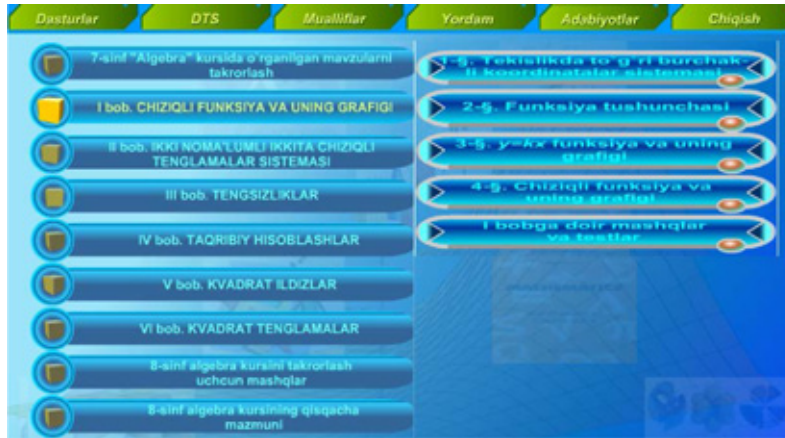 Dasturlar
DTS
Mualliflar
Yordam
Adabiyotlar
Chiqish
7-sinf "Algebra" kursida o'rganilgan mavzularni
takrorlash
I bob. CHIZIQLI FUNKSIYA VA UNING GRAFIGI
II bob. IKKI NOMA'LUMLI IKKITA CHIZIQLI
TENGLAMALAR SISTEMASI
III bob. TENGSIZLIKLAR
IV bob. TAQRIBIY HISOBLASHLAR
V bob. KVADRAT ILDIZLAR
VI bob. KVADRAT TENGLAMALAR
8-sinf algebra kursini takrorlash
uchcun mashqlar
8-sinf algebra kursining qisqacha
mazmuni
1-§. Tekislikda to'g'ri burchak-
li koordinatalar sistemasi
2-§. Funksiya tushunchasi
3-§. y=kx funksiya va uning
grafigi
4-§. Chiziqli funksiya va
uning grafigi
I bobga doir mashqlar
va testlar